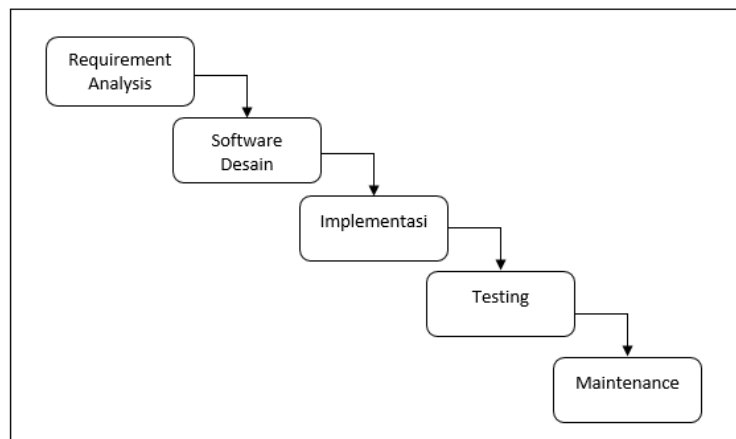 Requirement
Analysis
Software
Desain
Implementasi
Testing
Maintenance